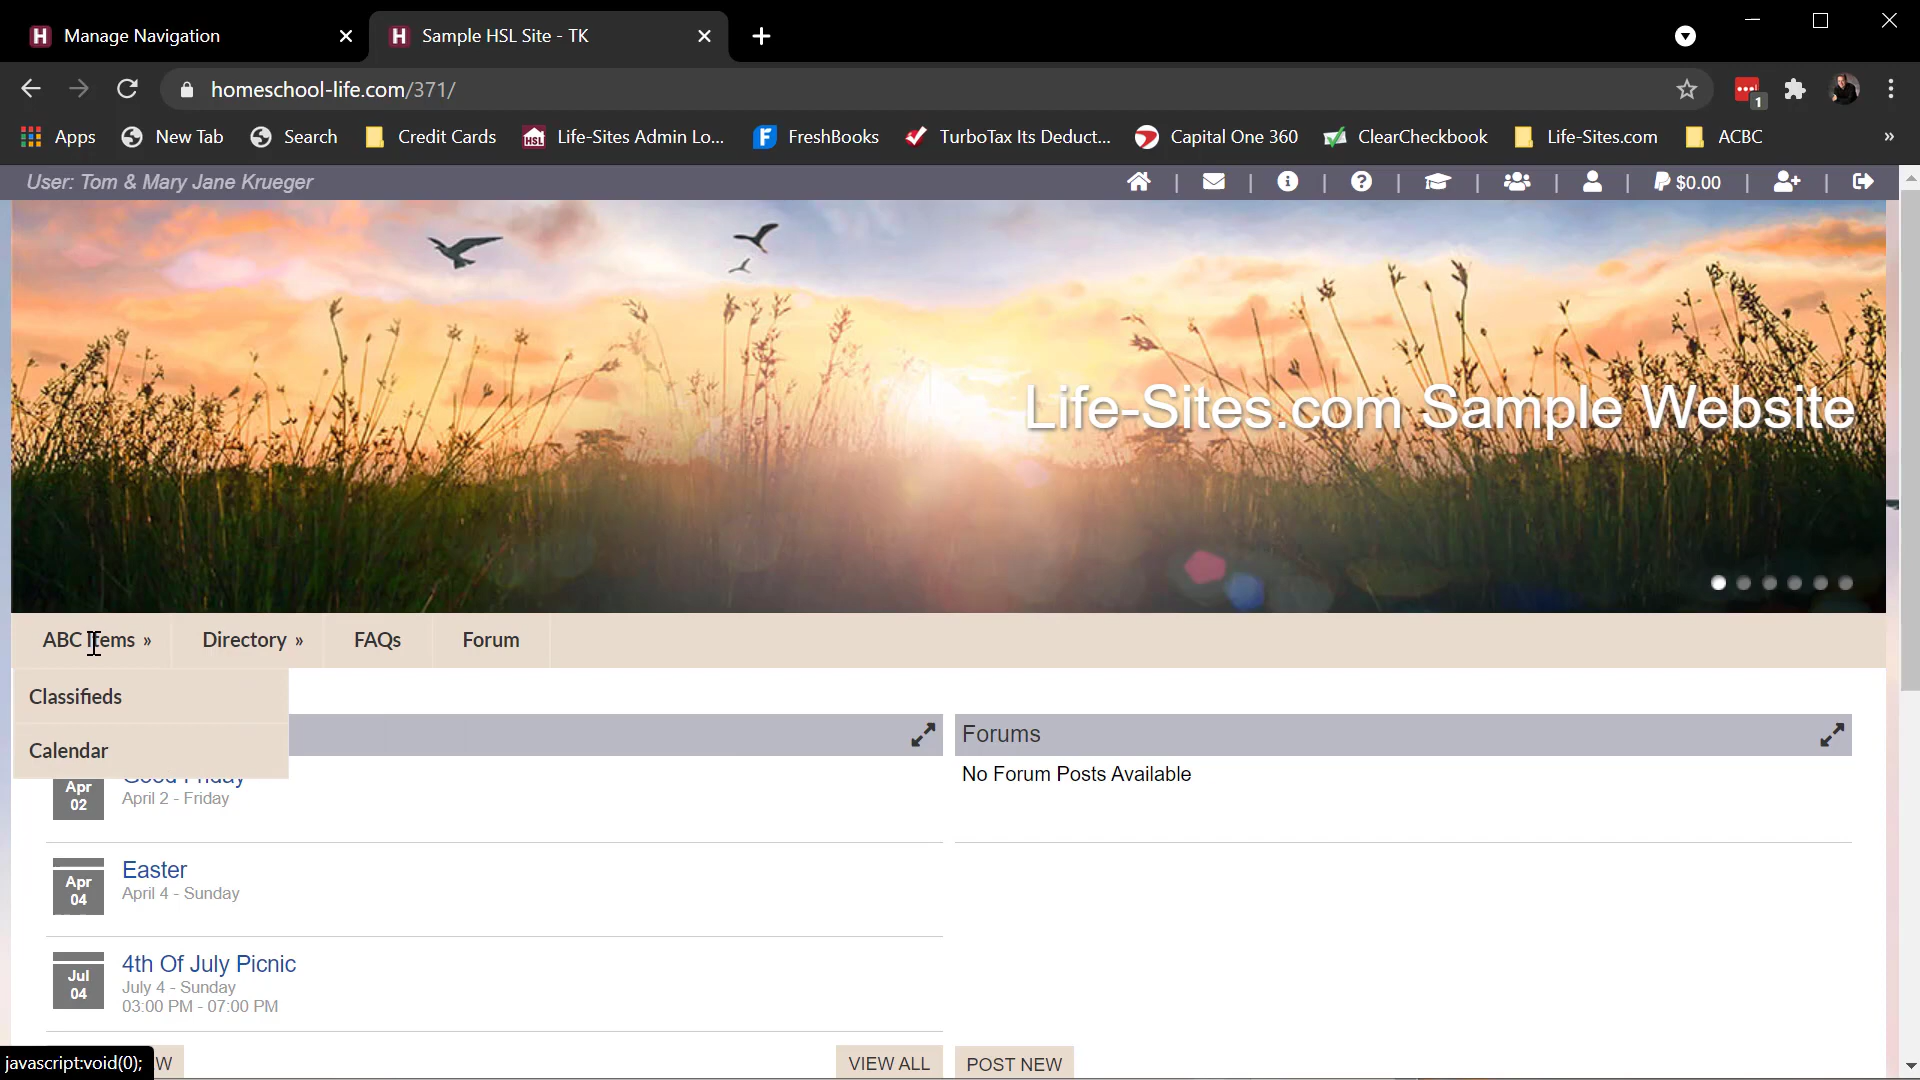 Manage Navigation
Sample HSL Site - TK
homeschool-life.com/371/
1
Apps
New Tab
Search
Credit Cards
Life-Sites Admin Lo...
FreshBooks
TurboTax Its Deduct...
Capital One 360
ClearCheckbook
Life-Sites.com
ACBC
»
User: Tom & Mary Jane Krueger
$0.00
Life-Sites.com Sample Website
ABC Items »
Directory »
FAQs
Forum
Classifieds
Calendar
Forums
No Forum Posts Available
Apr
02
Good Friday
April 2 - Friday
Apr
04
Easter
April 4 - Sunday
Jul
04
4th Of July Picnic
July 4 - Sunday
03:00 PM - 07:00 PM
javascript:void(0);
W
VIEW ALL
POST NEW